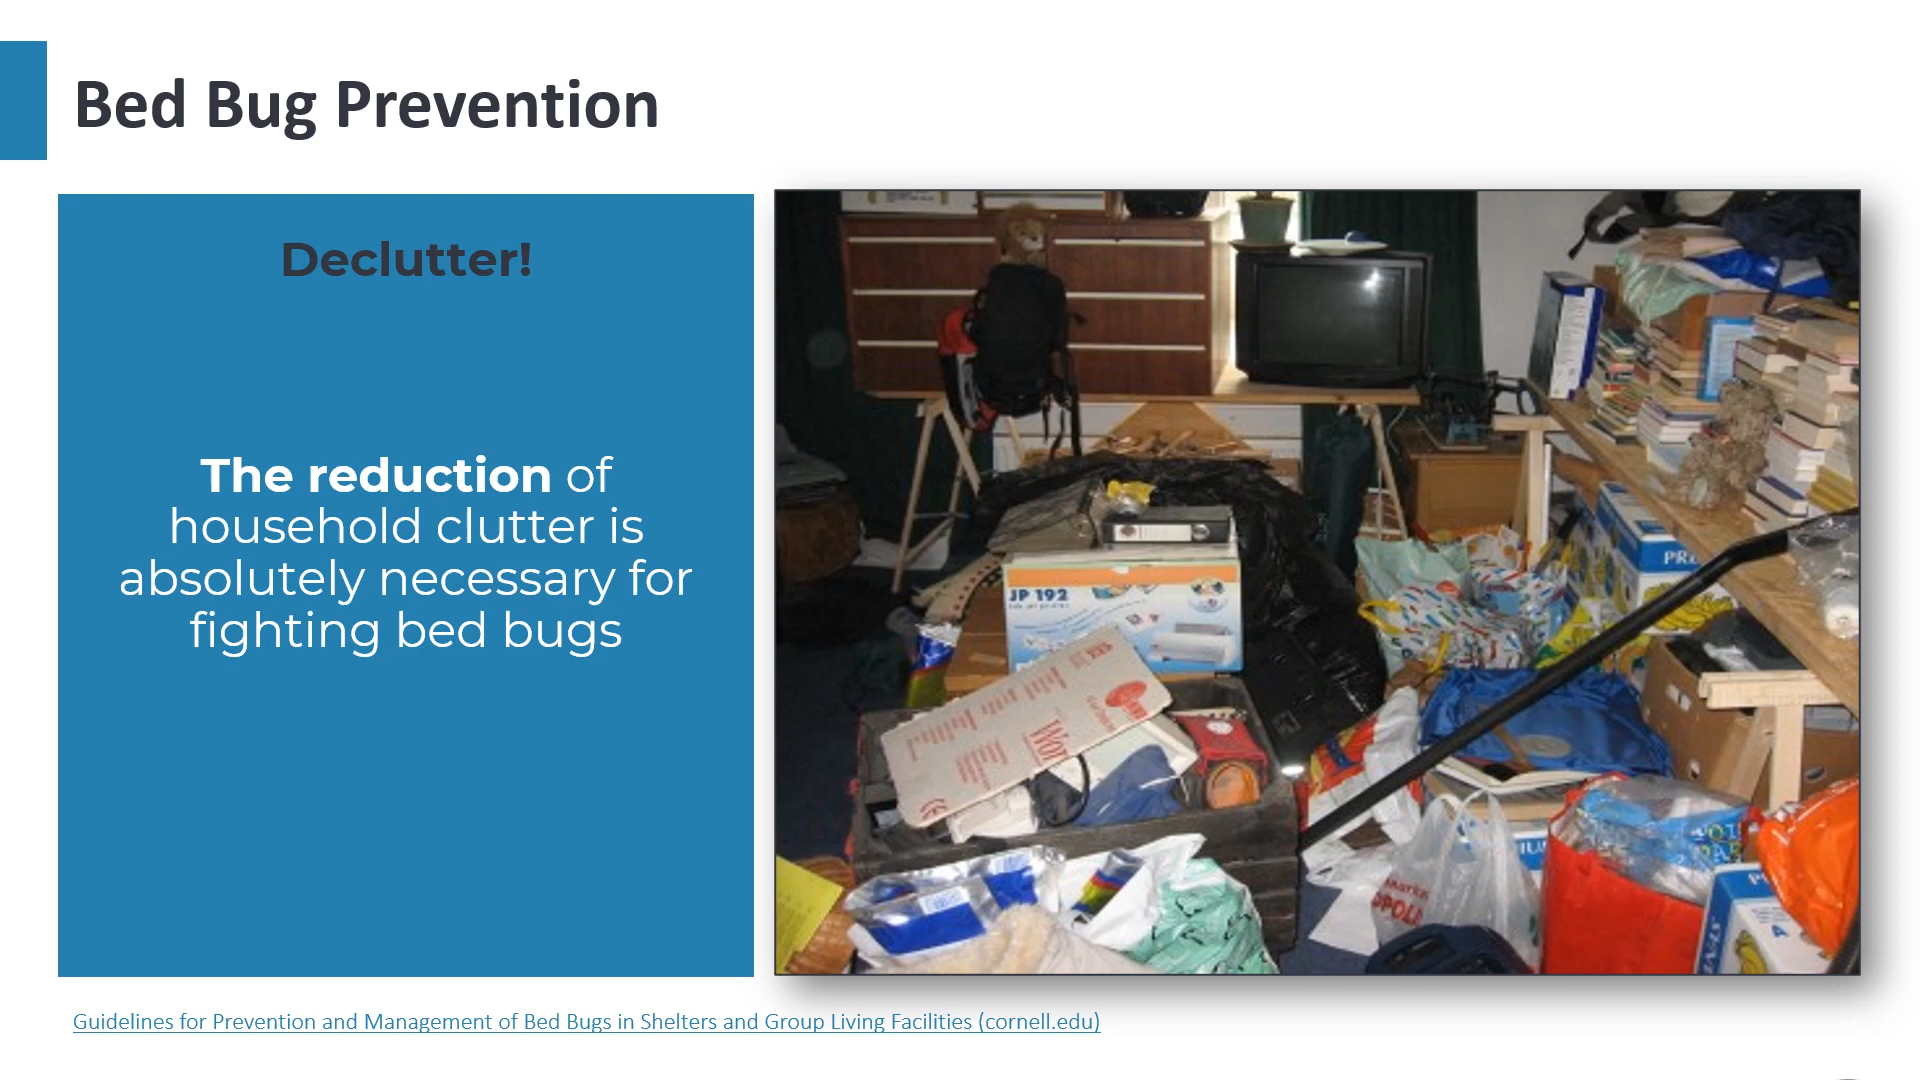 Bed Bug Prevention
Declutter!
The reduction of
household clutter is
absolutely necessary for
fighting bed bugs
JP 192
PR
Guidelines for Prevention and Management of Bed Bugs in Shelters and Group Living Facilities (cornell.edu)